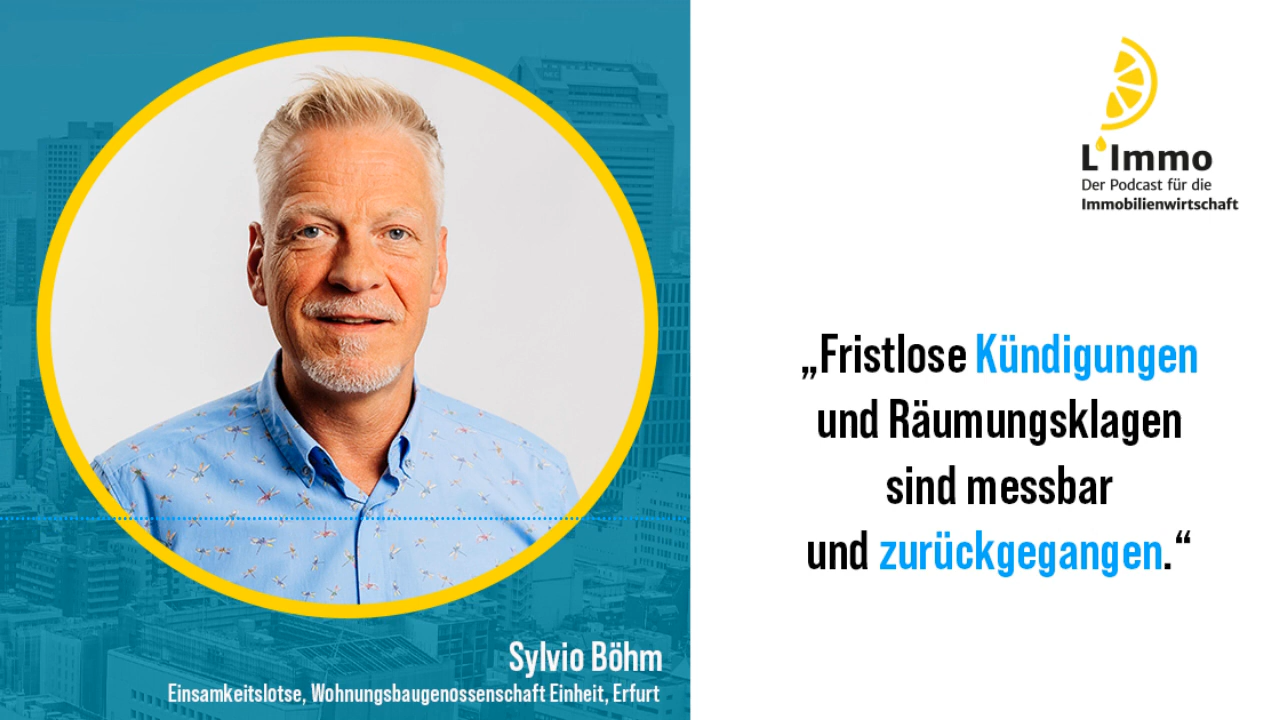 L'Immo
Der Podcast für die
Immobilienwirtschaft
„Fristlose Kündigungen
und Räumungsklagen
sind messbar
und zurückgegangen.“
Sylvio Böhm
Einsamkeitslotse, Wohnungsbaugenossenschaft Einheit, Erfurt